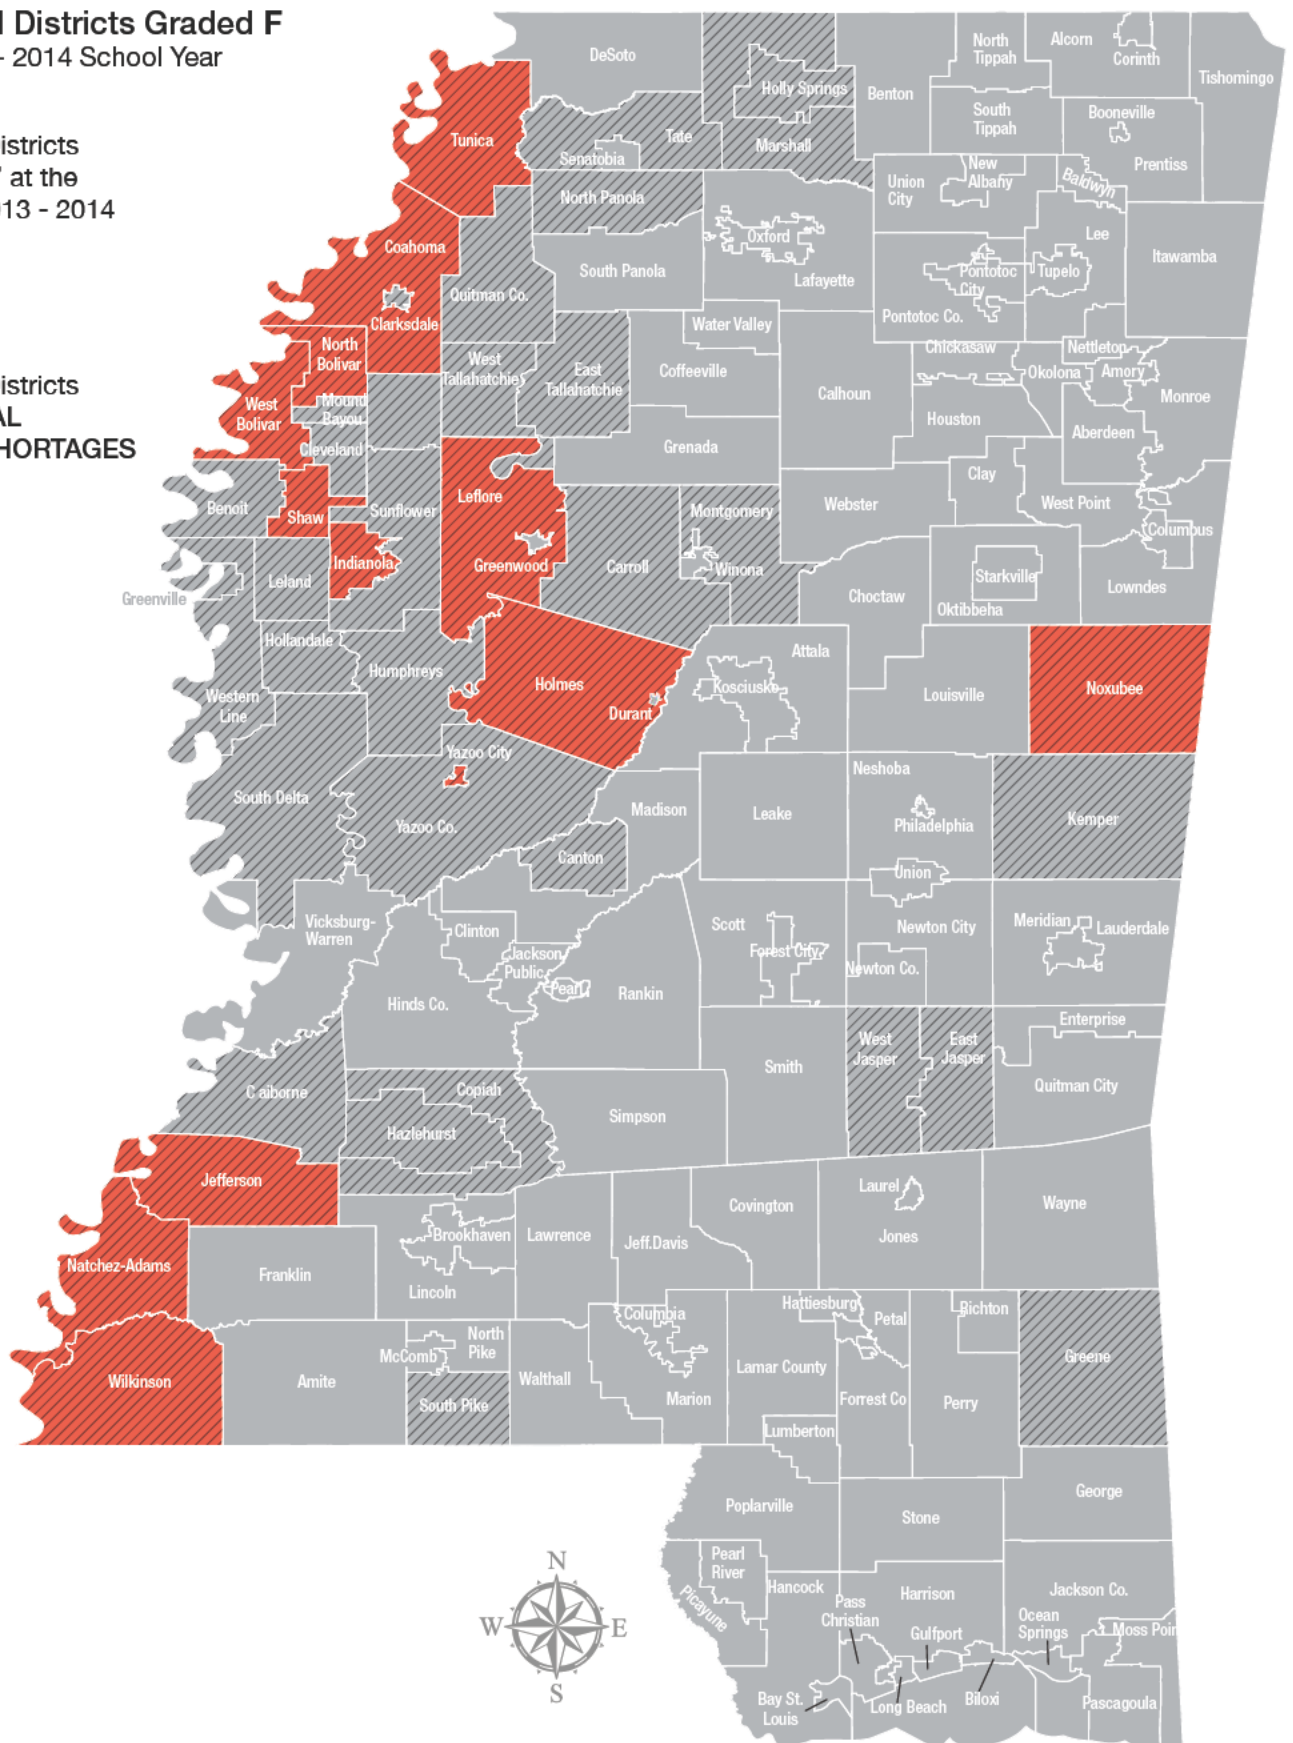 l Districts Graded F
- 2014 School Year
istricts
" at the
013 - 2014
istricts
AL
HORTAGES
DeSoto
Holly Springs
Benton
North
Tippah
Alcorn
Corinth
Tishomingo
Tunica
Tate
Senatobia
Marshall
South
Tippah
Booneville
Prentiss
North Panola
Union
City
New
Albany
Baldwyn
Coahoma
Oxford
Lafayette
Lee
Itawamba
South Panola
Quitman Co.
Pontotoc
City
Tupelo
Clarksdale
Pontotoc Co.
Water Valley
North
Bolivar
West
Tallahatchie
East
Tallahatchie
Coffeeville
Chickasaw
Nettleton
Okolona
Amory
Calhoun
Monroe
West
Bolivar
Mound
Bayou
Houston
Aberdeen
Cleveland
Grenada
Clay
Benoit
Shaw
Sunflower
Leflore
Montgomery
Webster
West Point
Columbus
Indianola
Greenwood
Carroll
Winona
Leland
Greenville
Starkville
Oktibbeha
Lowndes
Choctaw
Hollandale
Humphreys
Attala
Western
Line
Holmes
Durant
Kosciusko
Louisville
Noxubee
Yazoo City
South Delta
Yazoo Co.
Madison
Leake
Neshoba
Philadelphia
Kemper
Canton
Union
Vicksburg-
Warren
Clinton
Jackson
Public
Pearl
Scott
Forest City
Newton City
Newton Co.
Meridian
Lauderdale
Hinds Co.
Rankin
Enterprise
West
Jasper
East
Jasper
Smith
Quitman City
C aiborne
Copiah
Hazlehurst
Simpson
Jefferson
Laurel
Jones
Covington
Wayne
Natchez-Adams
Franklin
Brookhaven
Lincoln
Lawrence
Jeff.Davis
Columbia
Hattiesburg
Petal
Richton
Wilkinson
Amite
McComb
North
Pike
South Pike
Walthall
Marion
Lamar County
Forrest Co
Perry
Greene
Lumberton
Poplarville
Stone
George
Pearl
River
Picayune
Hancock
Pass
Christian
Harrison
Gulfport
Jackson Co.
Ocean
Springs
Moss Poin
Bay St.
Louis
Long Beach
Biloxi
Pascagoula
N
W
E
S